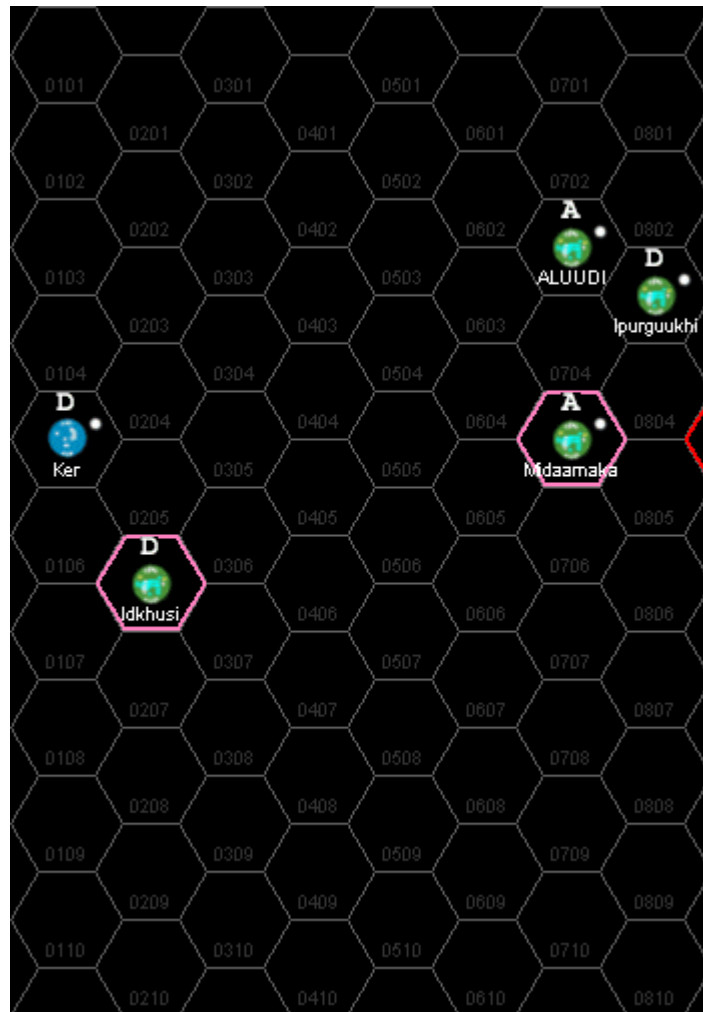 0101 0301 0501 0701
0201 0401 0601 0801
0102 0302 0502 0702
A
0202 0402 0602 0802
D
0103 0303 0503 ALUUDI
0203 0403 0603 Ipurguukhi
0104 0304 0504 0704
D A
0204 0404 0604 0804
Ker 0305 0505 Midaamaka
0205 0405 0605 0805
D
0106 0306 0506 0706
Idkhusi 0406 0606 0806
0107 0307 0507 0707
0207 0407 0607 0807
0108 0308 0508 0708
0208 0408 0608 0808
0109 0309 0509 0709
0209 0409 0609 0809
0110 0310 0510 0710
0210 0410 0610 0810